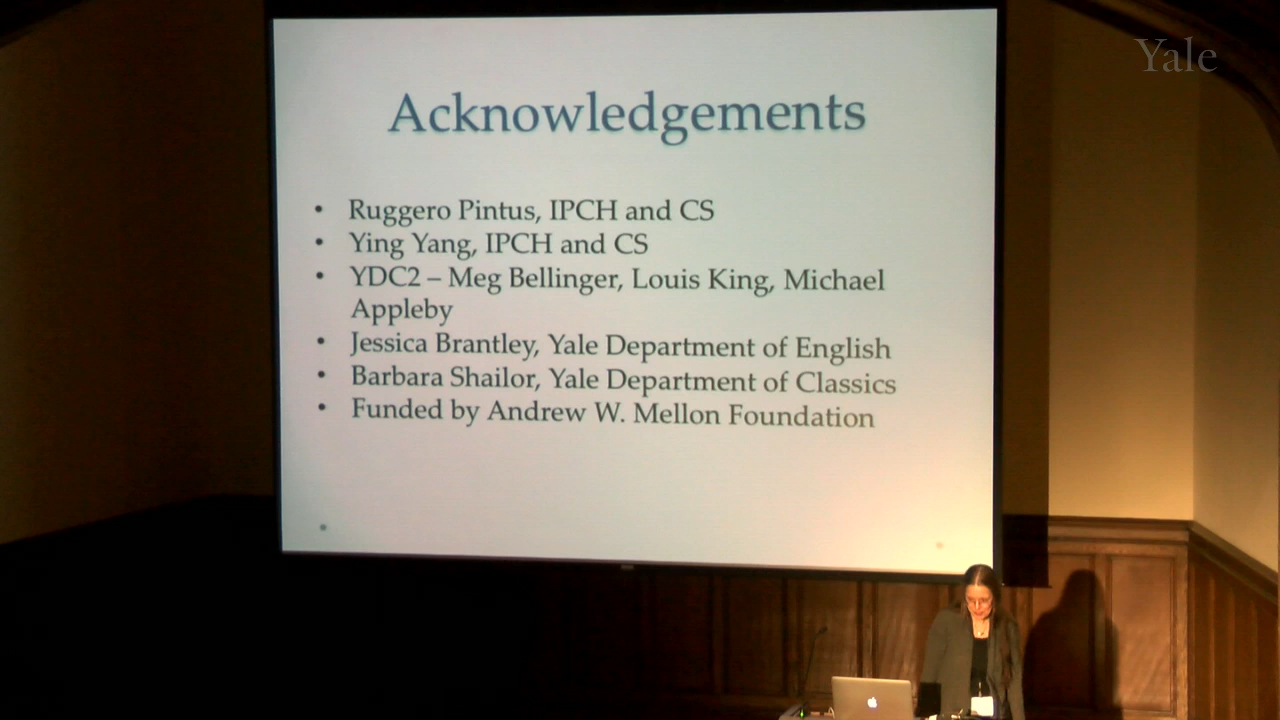 Yale
Acknowledgements
• Ruggero Pintus, IPCH and CS
• Ying Yang, IPCH and CS
• YDC2 – Meg Bellinger, Louis King, Michael
Appleby
• Jessica Brantley, Yale Department of English
• Barbara Shailor, Yale Department of Classics
• Funded by Andrew W. Mellon Foundation